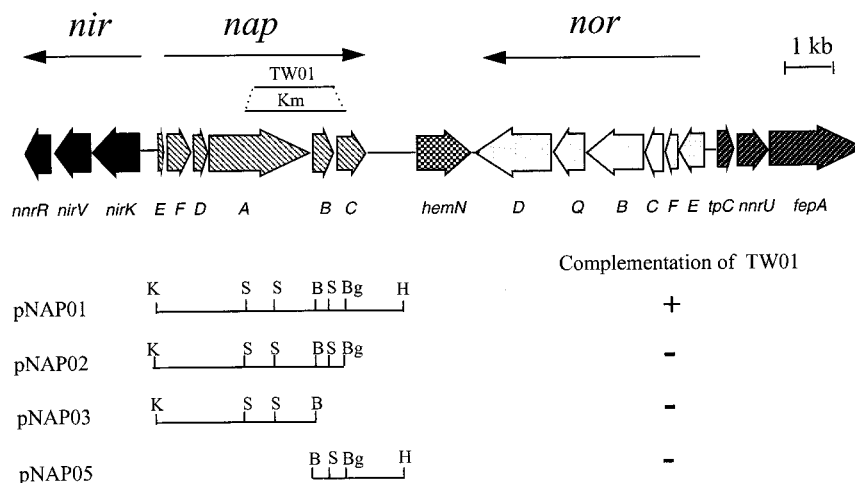 nir nap nor 1 kb
TW01
Km
nnrR nirV nirK E F D A B C hemN D Q B C F E tpC nnrU fepA
Complementation of TW01
K S S B S Bg H
pNAP01 +
K S S B S Bg
pNAP02 -
K S S B
pNAP03 -
B S Bg H
pNAP05 -